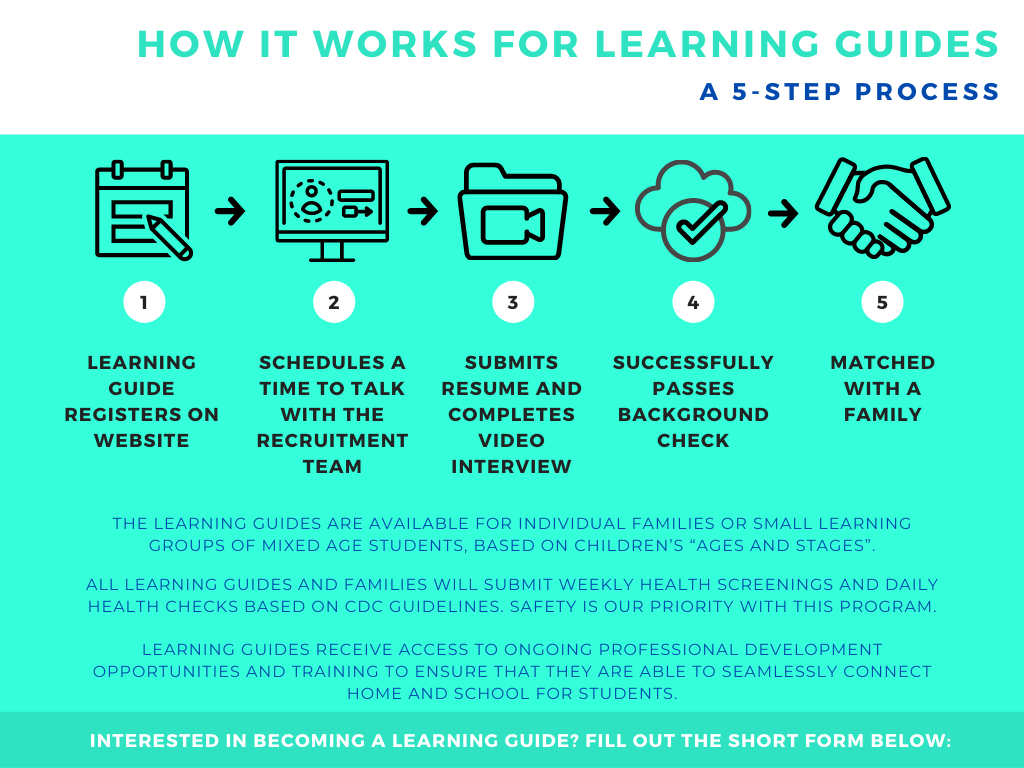 HOW IT WORKS FOR LEARNING GUIDES
A 5-STEP PROCESS
1
LEARNING
GUIDE
REGISTERS ON
WEBSITE
2
SCHEDULES A
TIME TO TALK
WITH THE
RECRUITMENT
TEAM
3
SUBMITS
RESUME AND
COMPLETES
VIDEO
INTERVIEW
4
SUCCESSFULLY
PASSES
BACKGROUND
CHECK
5
MATCHED
WITH A
FAMILY
THE LEARNING GUIDES ARE AVAILABLE FOR INDIVIDUAL FAMILIES OR SMALL LEARNING
GROUPS OF MIXED AGE STUDENTS, BASED ON CHILDREN’S “AGES AND STAGES”.
ALL LEARNING GUIDES AND FAMILIES WILL SUBMIT WEEKLY HEALTH SCREENINGS AND DAILY
HEALTH CHECKS BASED ON CDC GUIDELINES. SAFETY IS OUR PRIORITY WITH THIS PROGRAM.
LEARNING GUIDES RECEIVE ACCESS TO ONGOING PROFESSIONAL DEVELOPMENT
OPPORTUNITIES AND TRAINING TO ENSURE THAT THEY ARE ABLE TO SEAMLESSLY CONNECT
HOME AND SCHOOL FOR STUDENTS.
INTERESTED IN BECOMING A LEARNING GUIDE? FILL OUT THE SHORT FORM BELOW: